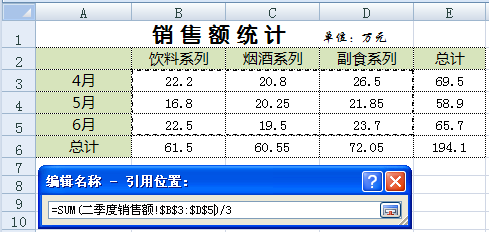 A B C D E
1 销售额统计 单位：万元
2 饮料系列 烟酒系列 副食系列 总计
3 4月 22.2 20.8 26.5 69.5
4 5月 16.8 20.25 21.85 58.9
5 6月 22.5 19.5 23.7 65.7
6 总计 61.5 60.55 72.05 194.1
7
8 编辑名称 - 引用位置：
9
10 =SUM(二季度销售额!$B$3:$D$5)/3